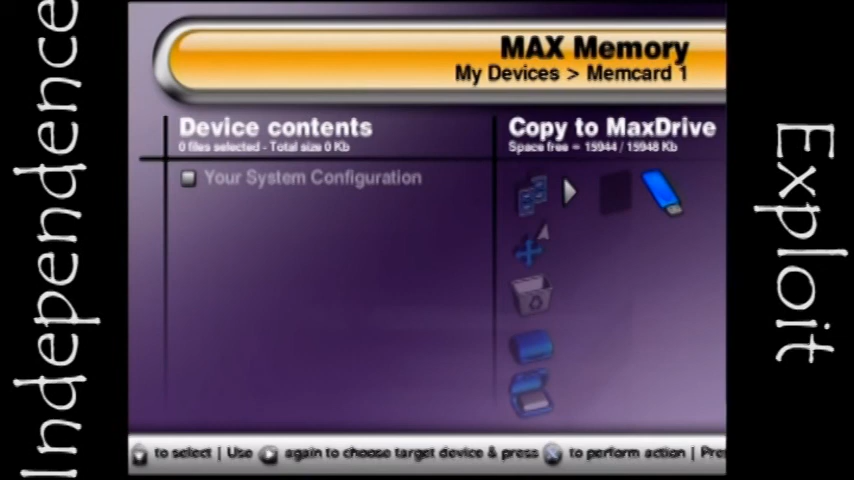 Independence
MAX Memory
My Devices > Memcard 1
Device contents
0 files selected - Total size 0 Kb
Copy to MaxDrive
Space free = 15944 / 15948 Kb
Your System Configuration
to select | Use again to choose target device & press to perform action | Pre
Exploit